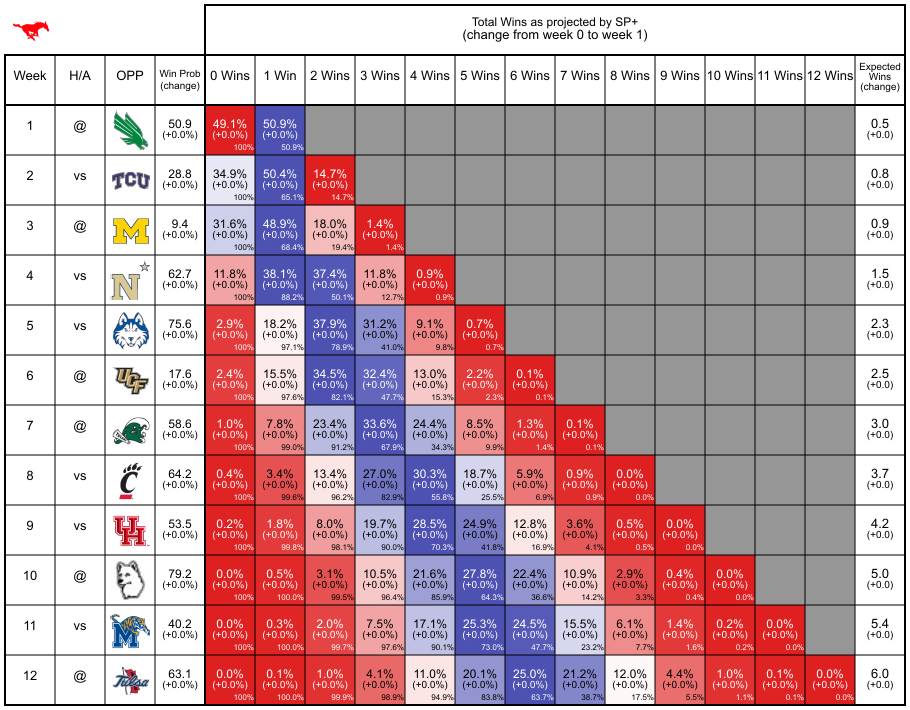 Total Wins as projected by SP+
(change from week 0 to week 1)
Week H/A OPP Win Prob (change) 0 Wins 1 Win 2 Wins 3 Wins 4 Wins 5 Wins 6 Wins 7 Wins 8 Wins 9 Wins 10 Wins 11 Wins 12 Wins Expected Wins (change)
1 @ 50.9 49.1% 50.9% 0.5
(+0.0%) (+0.0%) (+0.0%) (+0.0)
100% 50.9%
2 vs TCU 28.8 34.9% 50.4% 14.7% 0.8
(+0.0%) (+0.0%) (+0.0%) (+0.0%) (+0.0)
100% 65.1% 14.7%
3 @ M 9.4 31.6% 48.9% 18.0% 1.4% 0.9
(+0.0%) (+0.0%) (+0.0%) (+0.0%) (+0.0%) (+0.0)
100% 68.4% 19.4% 1.4%
4 vs N 62.7 11.8% 38.1% 37.4% 11.8% 0.9% 1.5
(+0.0%) (+0.0%) (+0.0%) (+0.0%) (+0.0%) (+0.0%) (+0.0)
100% 88.2% 50.1% 12.7% 0.9%
5 vs 75.6 2.9% 18.2% 37.9% 31.2% 9.1% 0.7% 2.3
(+0.0%) (+0.0%) (+0.0%) (+0.0%) (+0.0%) (+0.0%) (+0.0%) (+0.0)
100% 97.1% 78.9% 41.0% 9.8% 0.7%
6 @ UCF 17.6 2.4% 15.5% 34.5% 32.4% 13.0% 2.2% 0.1% 2.5
(+0.0%) (+0.0%) (+0.0%) (+0.0%) (+0.0%) (+0.0%) (+0.0%) (+0.0%) (+0.0)
100% 97.6% 82.1% 47.7% 15.3% 2.3% 0.1%
7 @ 58.6 1.0% 7.8% 23.4% 33.6% 24.4% 8.5% 1.3% 0.1% 3.0
(+0.0%) (+0.0%) (+0.0%) (+0.0%) (+0.0%) (+0.0%) (+0.0%) (+0.0%) (+0.0%) (+0.0)
100% 99.0% 91.2% 67.9% 34.3% 9.9% 1.4% 0.1%
8 vs C 64.2 0.4% 3.4% 13.4% 27.0% 30.3% 18.7% 5.9% 0.9% 0.0% 3.7
(+0.0%) (+0.0%) (+0.0%) (+0.0%) (+0.0%) (+0.0%) (+0.0%) (+0.0%) (+0.0%) (+0.0%) (+0.0)
100% 99.6% 96.2% 82.9% 55.8% 25.5% 6.9% 0.9% 0.0%
9 vs UH 53.5 0.2% 1.8% 8.0% 19.7% 28.5% 24.9% 12.8% 3.6% 0.5% 0.0% 4.2
(+0.0%) (+0.0%) (+0.0%) (+0.0%) (+0.0%) (+0.0%) (+0.0%) (+0.0%) (+0.0%) (+0.0%) (+0.0%) (+0.0)
100% 99.8% 98.1% 90.0% 70.3% 41.8% 16.9% 4.1% 0.5% 0.0%
10 @ 79.2 0.0% 0.5% 3.1% 10.5% 21.6% 27.8% 22.4% 10.9% 2.9% 0.4% 0.0% 5.0
(+0.0%) (+0.0%) (+0.0%) (+0.0%) (+0.0%) (+0.0%) (+0.0%) (+0.0%) (+0.0%) (+0.0%) (+0.0%) (+0.0%) (+0.0)
100% 100.0% 99.5% 96.4% 85.9% 64.3% 36.6% 14.2% 3.3% 0.4% 0.0%
11 vs M 40.2 0.0% 0.3% 2.0% 7.5% 17.1% 25.3% 24.5% 15.5% 6.1% 1.4% 0.2% 0.0% 5.4
(+0.0%) (+0.0%) (+0.0%) (+0.0%) (+0.0%) (+0.0%) (+0.0%) (+0.0%) (+0.0%) (+0.0%) (+0.0%) (+0.0%) (+0.0%) (+0.0)
100% 100.0% 99.7% 97.6% 90.1% 73.0% 47.7% 23.2% 7.7% 1.6% 0.2% 0.0%
12 @ Tulsa 63.1 0.0% 0.1% 1.0% 4.1% 11.0% 20.1% 25.0% 21.2% 12.0% 4.4% 1.0% 0.1% 0.0% 6.0
(+0.0%) (+0.0%) (+0.0%) (+0.0%) (+0.0%) (+0.0%) (+0.0%) (+0.0%) (+0.0%) (+0.0%) (+0.0%) (+0.0%) (+0.0%) (+0.0%) (+0.0)
100% 100.0% 99.9% 98.9% 94.9% 83.8% 63.7% 38.7% 17.5% 5.5% 1.1% 0.1% 0.0%